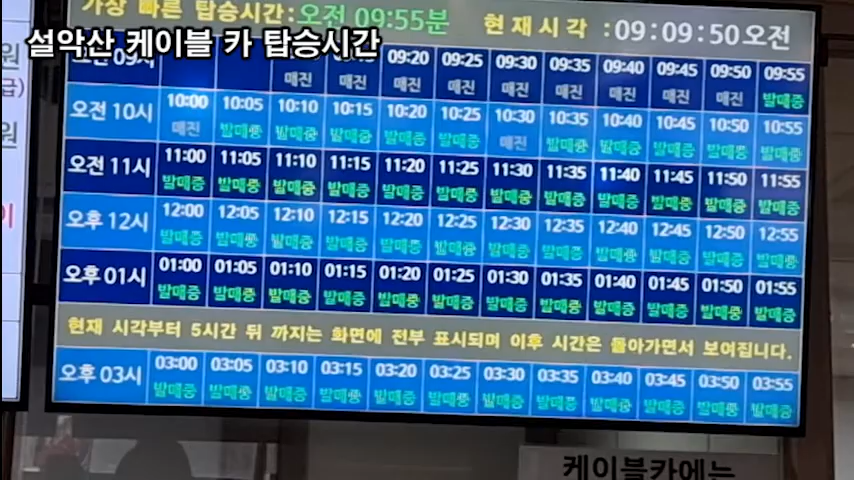 가장 빠른 탑승시간:오전 09:55분 현재시각 :09:09:50오전
설악산 케이블 카 탑승시간
원
급)
원
이
오전 09시 09:20 09:25 09:30 09:35 09:40 09:45 09:50 09:55
매진 매진 매진 매진 매진 매진 매진 매진 매진 발매중
오전 10시 10:00 10:05 10:10 10:15 10:20 10:25 10:30 10:35 10:40 10:45 10:50 10:55
매진 발매중 발매중 발매중 발매중 발매중 매진 발매중 발매중 발매중 발매중 발매중
오전 11시 11:00 11:05 11:10 11:15 11:20 11:25 11:30 11:35 11:40 11:45 11:50 11:55
발매중 발매중 발매중 발매중 발매중 발매중 발매중 발매중 발매중 발매중 발매중 발매중
오후 12시 12:00 12:05 12:10 12:15 12:20 12:25 12:30 12:35 12:40 12:45 12:50 12:55
발매중 발매중 발매중 발매중 발매중 발매중 발매중 발매중 발매중 발매중 발매중 발매중
오후 01시 01:00 01:05 01:10 01:15 01:20 01:25 01:30 01:35 01:40 01:45 01:50 01:55
발매중 발매중 발매중 발매중 발매중 발매중 발매중 발매중 발매중 발매중 발매중 발매중
현재 시각부터 5시간 뒤 까지는 화면에 전부 표시되며 이후 시간은 돌아가면서 보여집니다.
오후 03시 03:00 03:05 03:10 03:15 03:20 03:25 03:30 03:35 03:40 03:45 03:50 03:55
발매중 발매중 발매중 발매중 발매중 발매중 발매중 발매중 발매중 발매중 발매중 발매중
케이블카에는